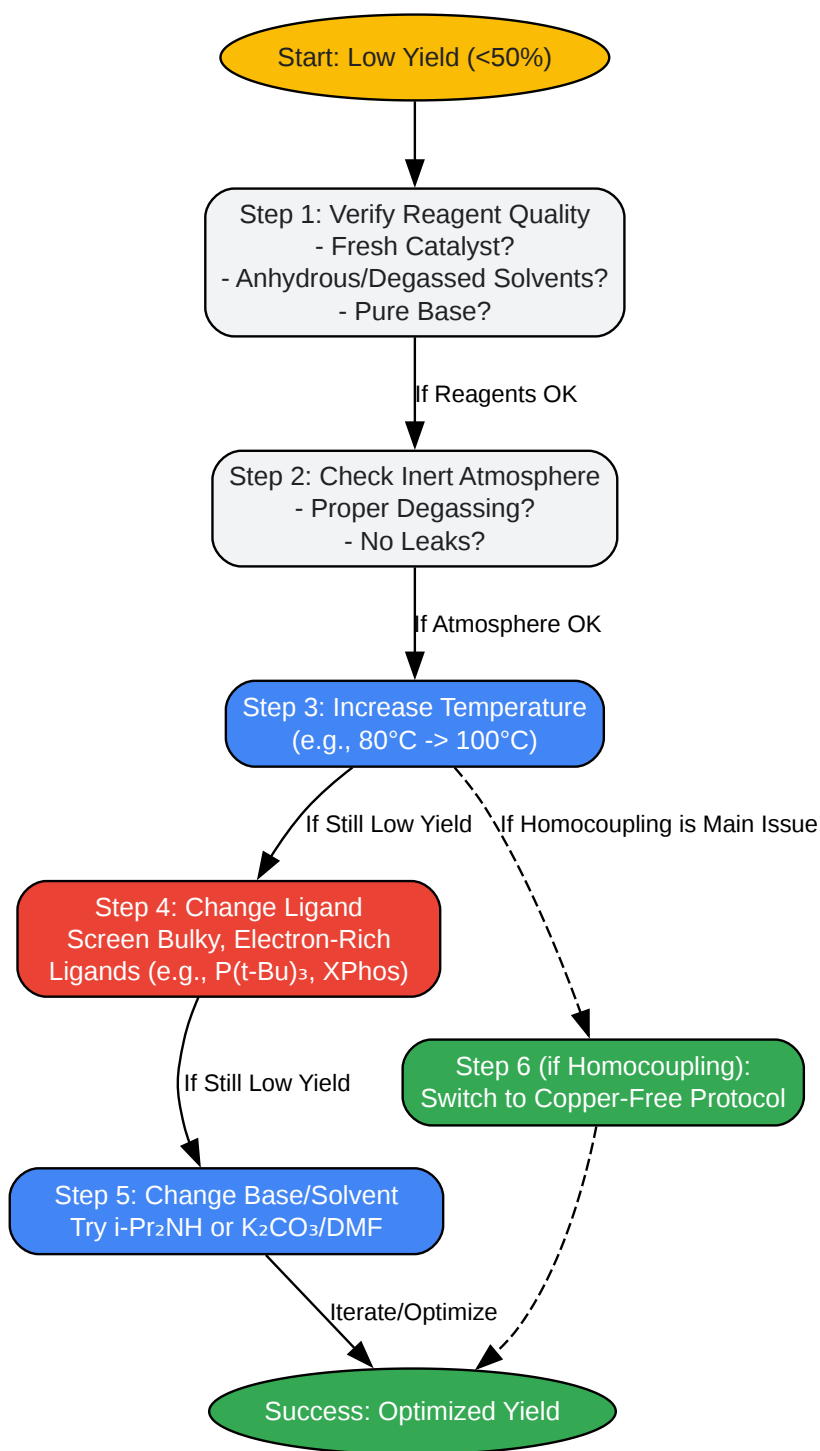 Start: Low Yield (<50%)
Step 1: Verify Reagent Quality
- Fresh Catalyst?
- Anhydrous/Degassed Solvents?
- Pure Base?
If Reagents OK
Step 2: Check Inert Atmosphere
- Proper Degassing?
- No Leaks?
If Atmosphere OK
Step 3: Increase Temperature
(e.g., 80°C -> 100°C)
If Still Low Yield
If Homocoupling is Main Issue
Step 4: Change Ligand
Screen Bulky, Electron-Rich
Ligands (e.g., P(t-Bu)₃, XPhos)
Step 6 (if Homocoupling):
Switch to Copper-Free Protocol
If Still Low Yield
Step 5: Change Base/Solvent
Try i-Pr₂NH or K₂CO₃/DMF
Iterate/Optimize
Success: Optimized Yield